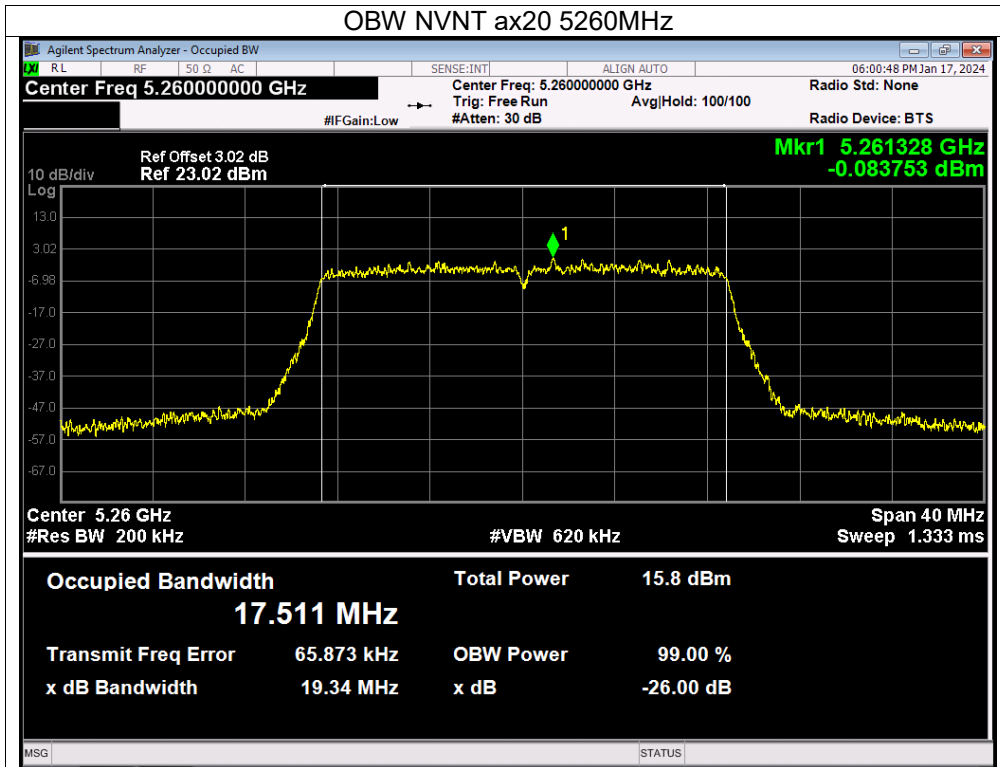 OBW NVNT ax20 5260MHz
Agilent Spectrum Analyzer - Occupied BW
LXI RL RF 50 Ω AC SENSE:INT ALIGN AUTO 06:00:48 PM Jan 17, 2024
Center Freq 5.260000000 GHz Center Freq: 5.260000000 GHz Radio Std: None
Trig: Free Run Avg|Hold: 100/100
#IFGain:Low #Atten: 30 dB Radio Device: BTS
Mkr1 5.261328 GHz
-0.083753 dBm
Ref Offset 3.02 dB
10 dB/div Ref 23.02 dBm
Log
13.0
1
3.02
-6.98
-17.0
-27.0
-37.0
-47.0
-57.0
-67.0
Center 5.26 GHz Span 40 MHz
#Res BW 200 kHz #VBW 620 kHz Sweep 1.333 ms
Occupied Bandwidth Total Power 15.8 dBm
17.511 MHz
Transmit Freq Error 65.873 kHz OBW Power 99.00 %
x dB Bandwidth 19.34 MHz x dB -26.00 dB
MSG STATUS